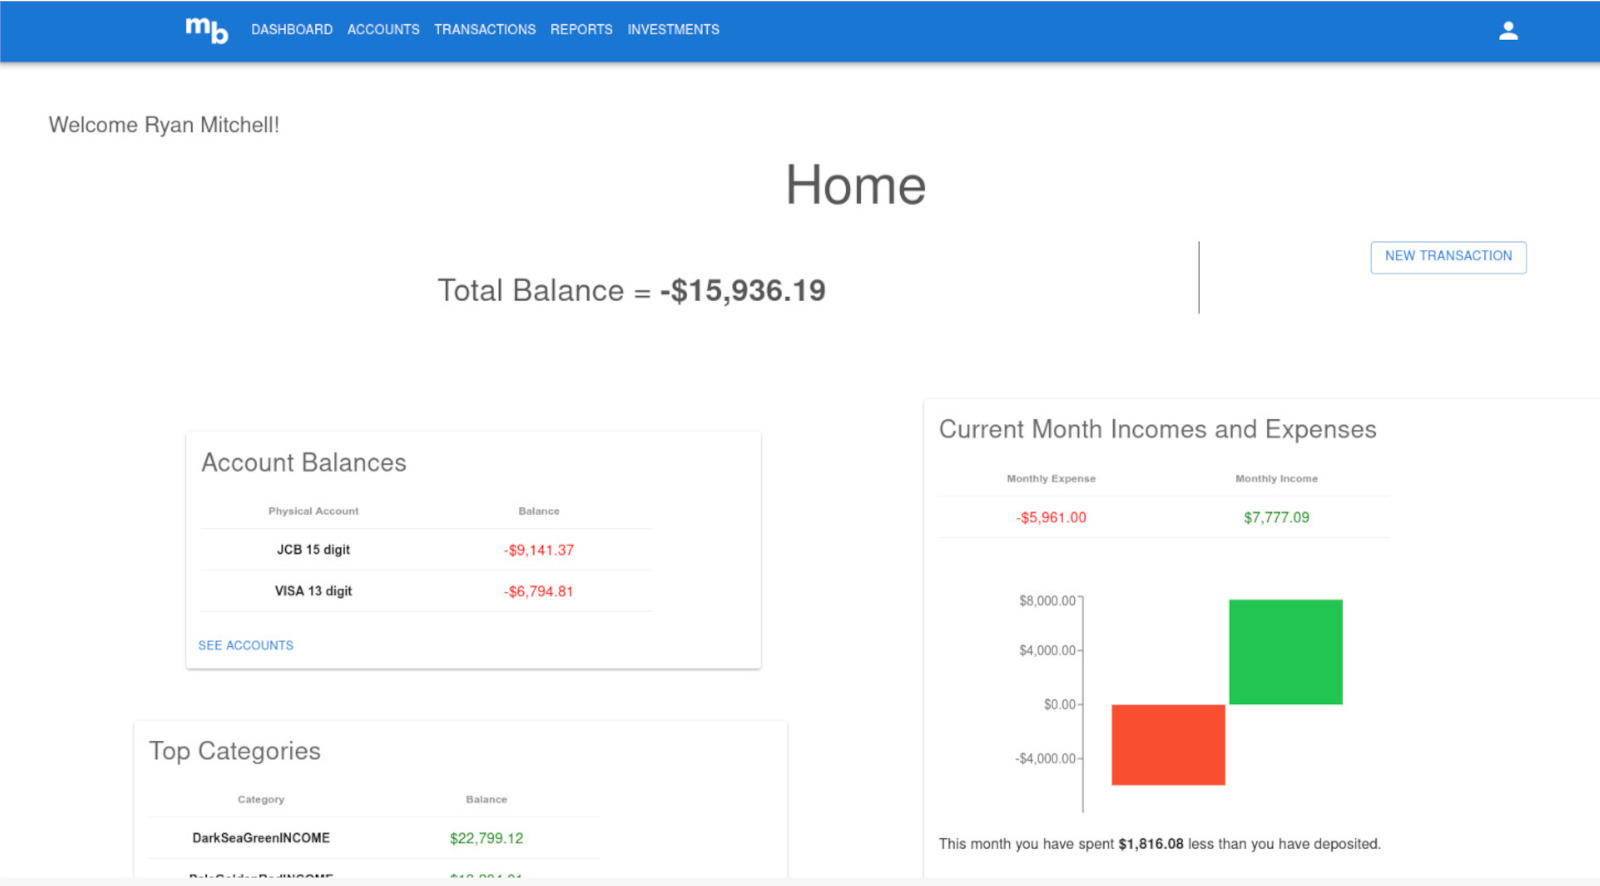 mb DASHBOARD ACCOUNTS TRANSACTIONS REPORTS INVESTMENTS
Welcome Ryan Mitchell!
Home
Total Balance = -$15,936.19
NEW TRANSACTION
Account Balances
Physical Account Balance
JCB 15 digit -$9,141.37
VISA 13 digit -$6,794.81
SEE ACCOUNTS
Top Categories
Category Balance
DarkSeaGreenINCOME $22,799.12
Current Month Incomes and Expenses
Monthly Expense Monthly Income
-$5,961.00 $7,777.09
$8,000.00
$4,000.00
$0.00
-$4,000.00
This month you have spent $1,816.08 less than you have deposited.